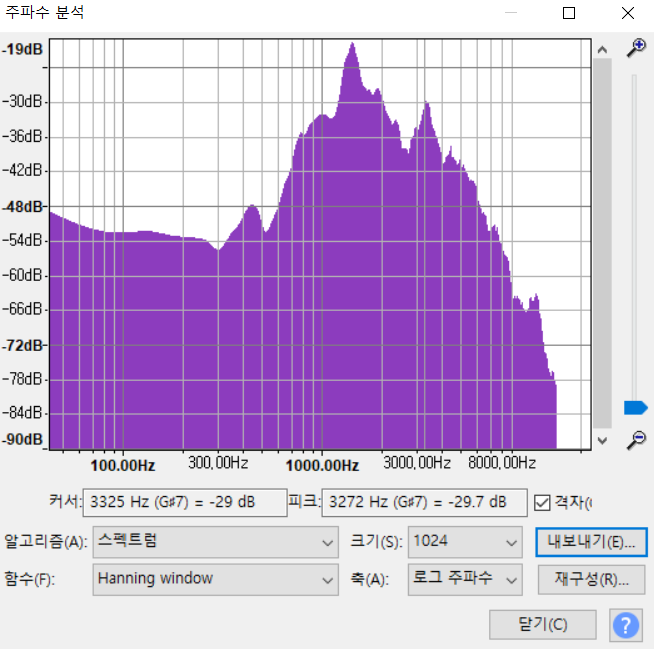 주파수 분석
-19dB
-30dB
-36dB
-42dB
-48dB
-54dB
-60dB
-66dB
-72dB
-78dB
-84dB
-90dB
100.00Hz 300.00Hz 1000.00Hz 3000.00Hz 8000.00Hz
커서: 3325 Hz (G♯7) = -29 dB 피크: 3272 Hz (G♯7) = -29.7 dB 격자(
알고리즘(A): 스펙트럼 크기(S): 1024 내보내기(E)...
함수(F): Hanning window 축(A): 로그 주파수 재구성(R)...
닫기(C) ?